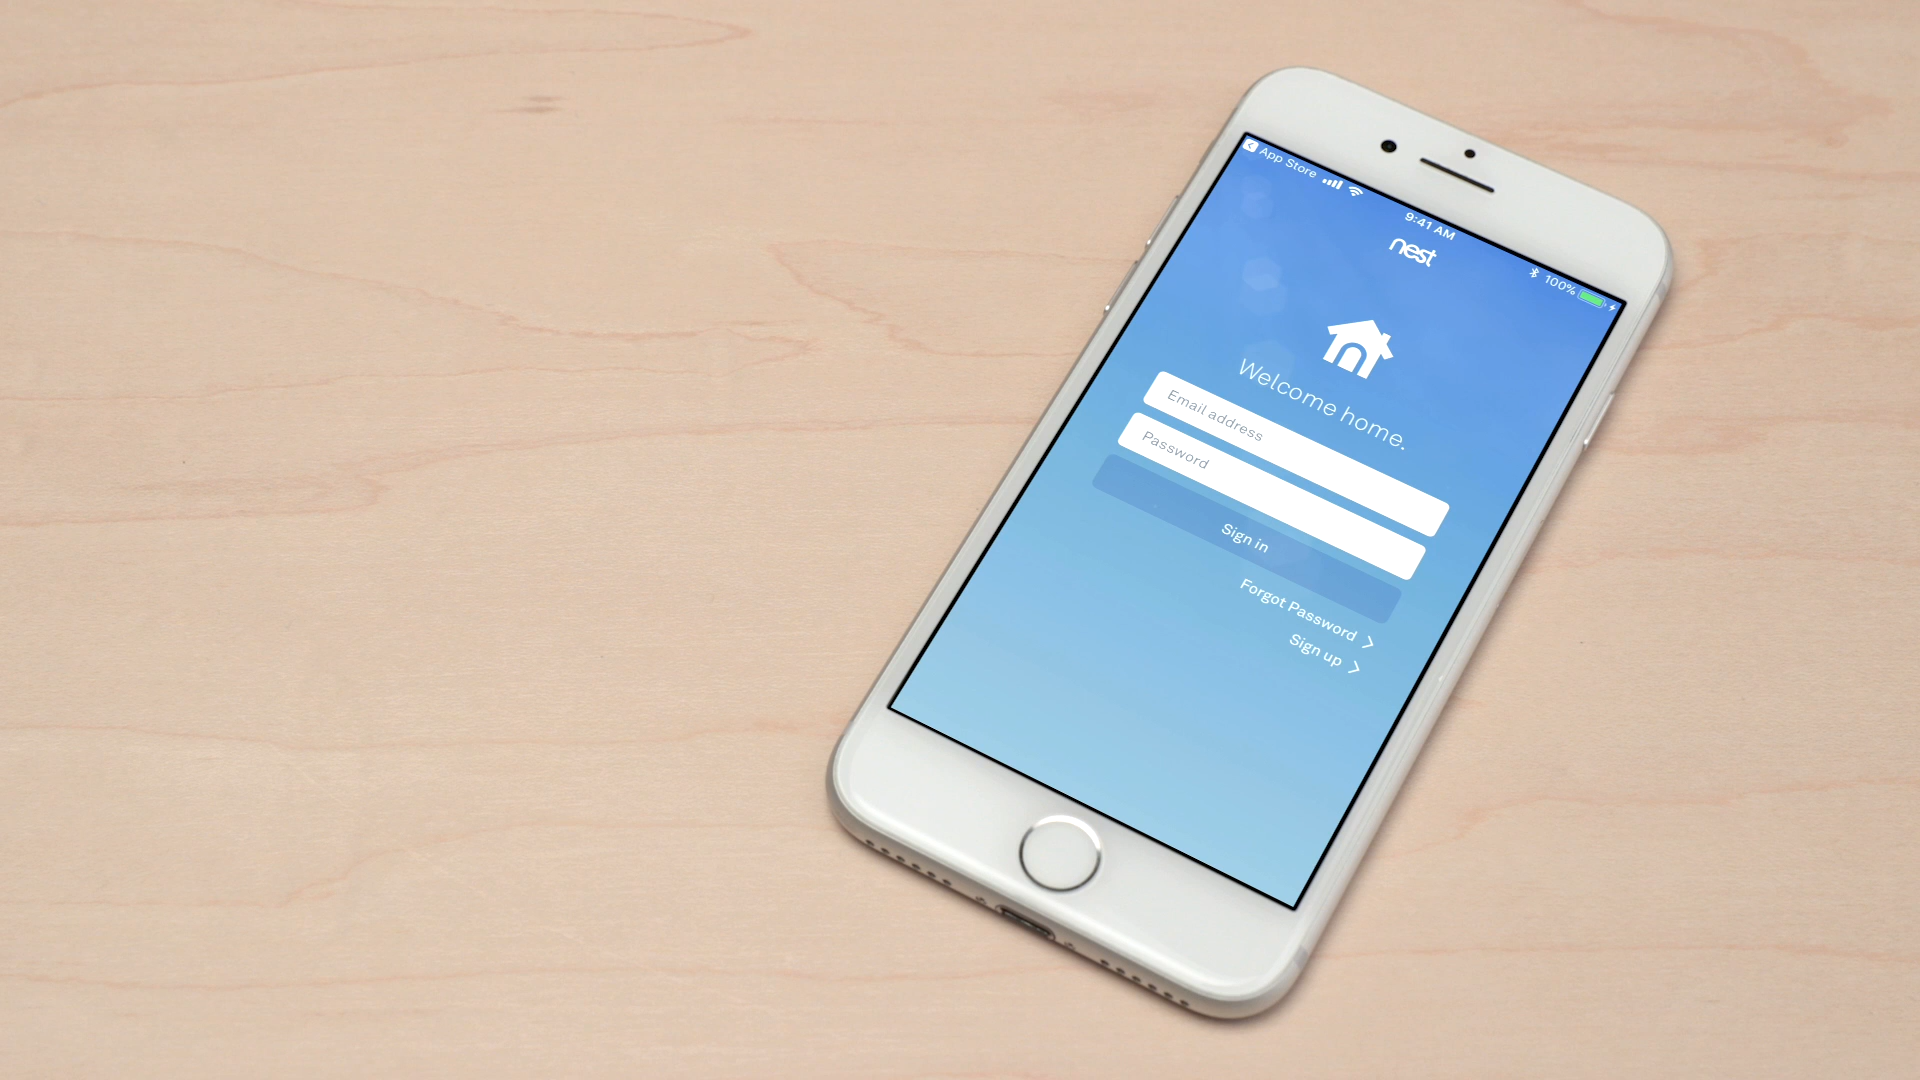 App Store
9:41 AM
100%
nest
Welcome home.
Email address
Password
Sign in
Forgot Password
Sign up